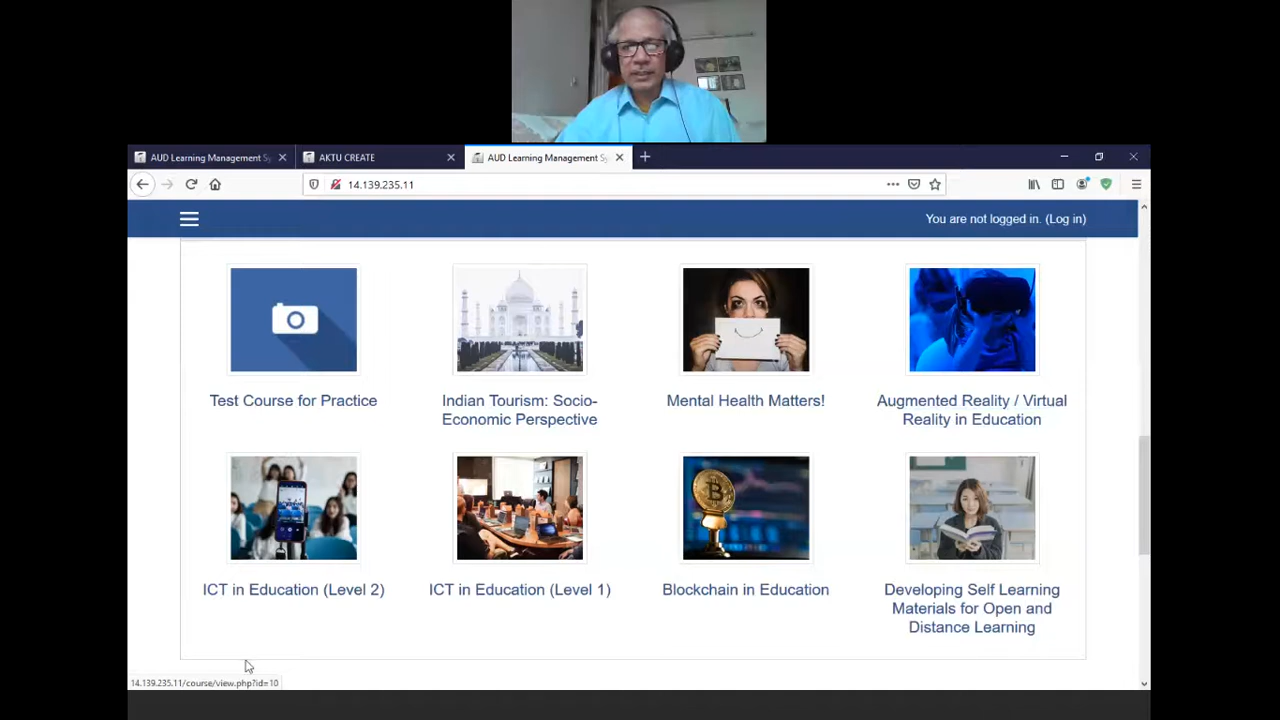 AUD Learning Management Sy
AKTU CREATE
AUD Learning Management Sy
14.139.235.11
You are not logged in. (Log in)
Test Course for Practice
Indian Tourism: Socio-
Economic Perspective
Mental Health Matters!
Augmented Reality / Virtual
Reality in Education
ICT in Education (Level 2)
ICT in Education (Level 1)
Blockchain in Education
Developing Self Learning
Materials for Open and
Distance Learning
14.139.235.11/course/view.php?id=10